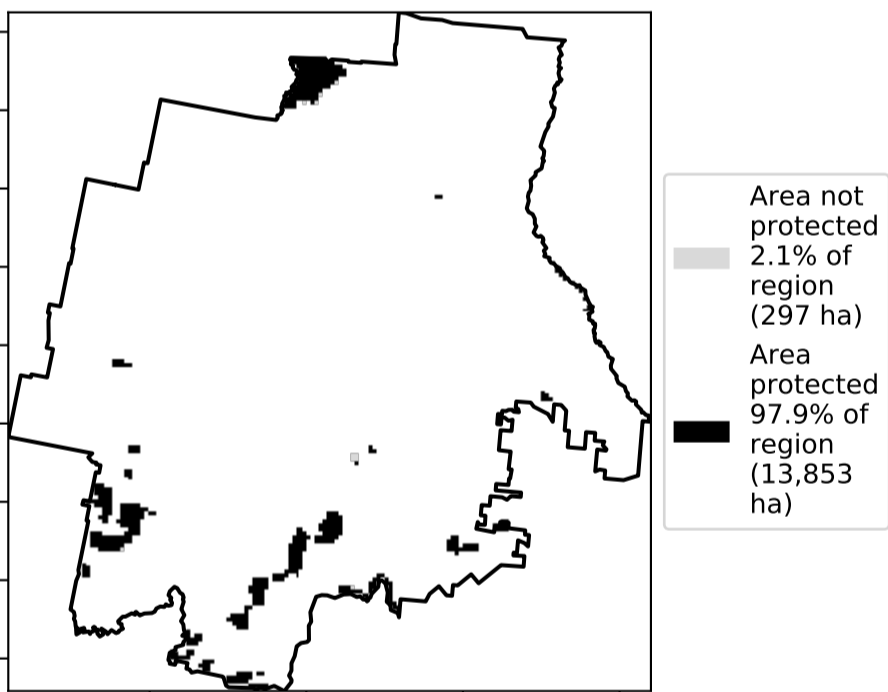 Area not
protected
2.1% of
region
(297 ha)
Area
protected
97.9% of
region
(13,853
ha)